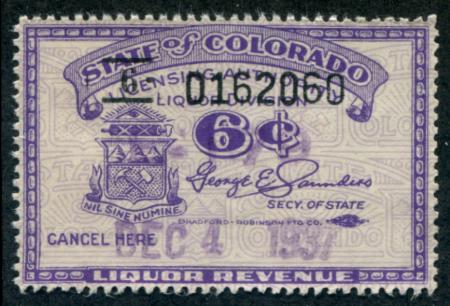 STATE of COLORADO
6 0162060
LICENSING AUTHORITY
LIQUOR DIVISION
6¢
George E. Saunders
SECY. OF STATE
NIL SINE NUMINE
BRADFORD-ROBINSON PTG CO.
CANCEL HERE DEC 4 1937
LIQUOR REVENUE